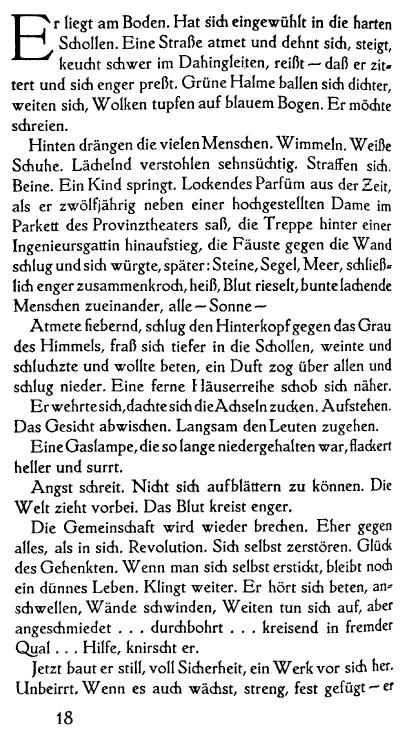 Er liegt am Boden. Hat sich eingewühlt in die harten
Schollen. Eine Straße atmet und dehnt sich, steigt,
keucht schwer im Dahingleiten, reißt — daß er zit-
tert und sich enger preßt. Grüne Halme ballen sich dichter,
weiten sich, Wolken tupfen auf blauem Bogen. Er möchte
schreien.
Hinten drängen die vielen Menschen. Wimmeln. Weiße
Schuhe. Lächelnd verstohlen sehnsüchtig. Straffen sich.
Beine. Ein Kind springt. Lockendes Parfüm aus der Zeit,
als er zwölfjährig neben einer hochgestellten Dame im
Parkett des Provinztheaters saß, die Treppe hinter einer
Ingenieursgattin hinaufstieg, die Fäuste gegen die Wand
schlug und sich würgte, später: Steine, Segel, Meer, schließ-
lich enger zusammenkroch, heiß, Blut rieselt, bunte lachende
Menschen zueinander, alle — Sonne —
Atmete fiebernd, schlug den Hinterkopf gegen das Grau
des Himmels, fraß sich tiefer in die Schollen, weinte und
schluchzte und wollte beten, ein Duft zog über allen und
schlug nieder. Eine ferne Häuserreihe schob sich näher.
Er wehrte sich, dachte sich die Achseln zucken. Aufstehen.
Das Gesicht abwischen. Langsam den Leuten zugehen.
Eine Gaslampe, die so lange niedergehalten war, flackert
heller und surrt.
Angst schreit. Nicht sich aufblättern zu können. Die
Welt zieht vorbei. Das Blut kreist enger.
Die Gemeinschaft wird wieder brechen. Eher gegen
alles, als in sich. Revolution. Sich selbst zerstören. Glück
des Gehenkten. Wenn man sich selbst erstickt, bleibt noch
ein dünnes Leben. Klingt weiter. Er hört sich beten, an-
schwellen, Wände schwinden, Weiten tun sich auf, aber
angeschmiedet . . . durchbohrt . . . kreisend in fremder
Qual . . . Hilfe, knirscht er.
Jetzt baut er still, voll Sicherheit, ein Werk vor sich her.
Unbeirrt. Wenn es auch wächst, streng, fest gefügt — er
18